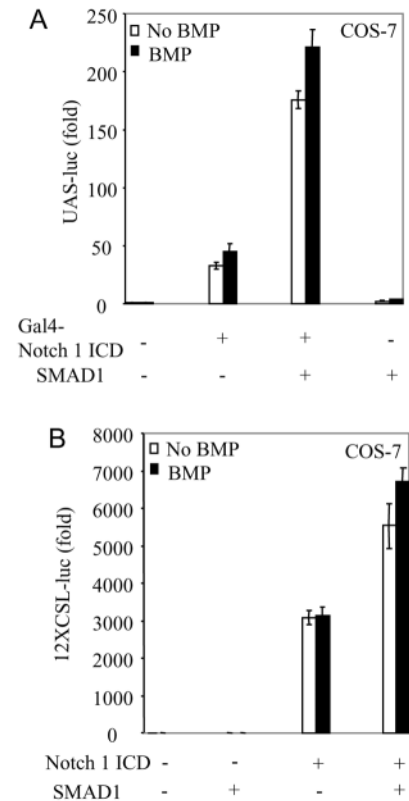 A
No BMP
BMP
COS-7
UAS-luc (fold)
250
200
150
100
50
0
Gal4-
Notch 1 ICD - + + -
SMAD1 - - + +
B
No BMP
BMP
COS-7
12XCSL-luc (fold)
8000
7000
6000
5000
4000
3000
2000
1000
0
Notch 1 ICD - - + +
SMAD1 - + - +